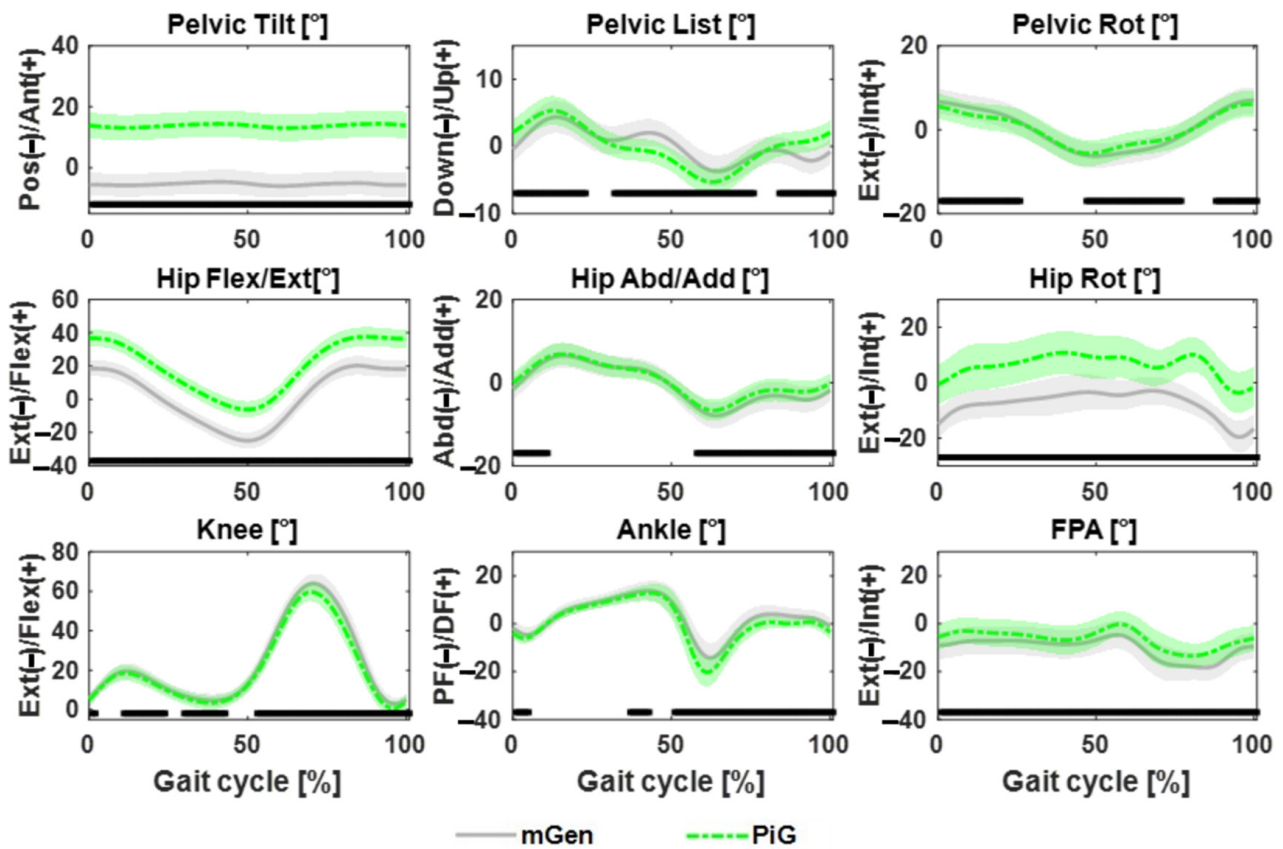 Pelvic Tilt [°]
Pelvic List [°]
Pelvic Rot [°]
Pos(−)/Ant(+)
40
20
0
0
50
100
Down(−)/Up(+)
10
0
−10
0
50
100
Ext(−)/Int(+)
20
0
−20
0
50
100
Hip Flex/Ext[°]
Hip Abd/Add [°]
Hip Rot [°]
Ext(−)/Flex(+)
60
40
20
0
−20
−40
0
50
100
Abd(−)/Add(+)
20
0
−20
0
50
100
Ext(−)/Int(+)
20
0
−20
0
50
100
Knee [°]
Ankle [°]
FPA [°]
Ext(−)/Flex(+)
80
60
40
20
0
0
50
100
PF(−)/DF(+)
20
0
−20
−40
0
50
100
Ext(−)/Int(+)
20
0
−20
−40
0
50
100
Gait cycle [%]
Gait cycle [%]
Gait cycle [%]
mGen
PiG